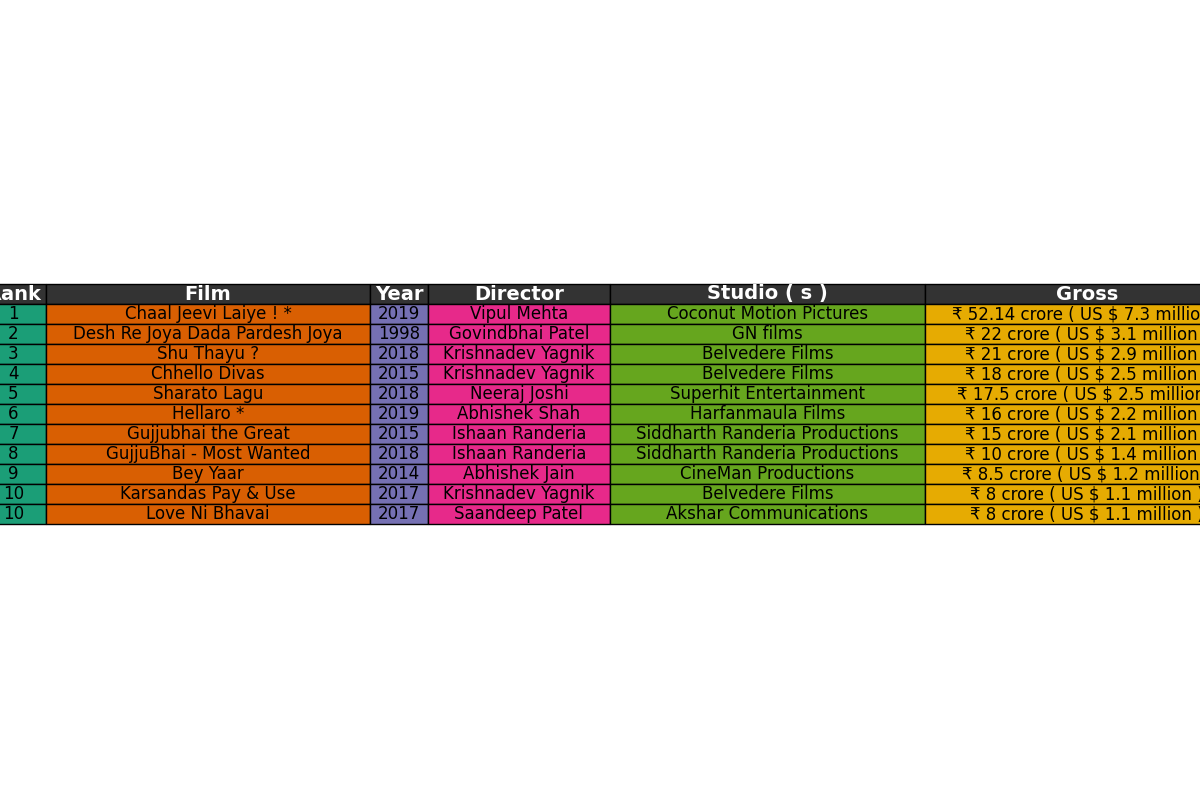 ank Film Year Director Studio ( s ) Gross
1 Chaal Jeevi Laiye ! * 2019 Vipul Mehta Coconut Motion Pictures ₹ 52.14 crore ( US $ 7.3 millio
2 Desh Re Joya Dada Pardesh Joya 1998 Govindbhai Patel GN films ₹ 22 crore ( US $ 3.1 million
3 Shu Thayu ? 2018 Krishnadev Yagnik Belvedere Films ₹ 21 crore ( US $ 2.9 million
4 Chhello Divas 2015 Krishnadev Yagnik Belvedere Films ₹ 18 crore ( US $ 2.5 million
5 Sharato Lagu 2018 Neeraj Joshi Superhit Entertainment ₹ 17.5 crore ( US $ 2.5 million
6 Hellaro * 2019 Abhishek Shah Harfanmaula Films ₹ 16 crore ( US $ 2.2 million
7 Gujjubhai the Great 2015 Ishaan Randeria Siddharth Randeria Productions ₹ 15 crore ( US $ 2.1 million
8 GujjuBhai - Most Wanted 2018 Ishaan Randeria Siddharth Randeria Productions ₹ 10 crore ( US $ 1.4 million
9 Bey Yaar 2014 Abhishek Jain CineMan Productions ₹ 8.5 crore ( US $ 1.2 million
10 Karsandas Pay & Use 2017 Krishnadev Yagnik Belvedere Films ₹ 8 crore ( US $ 1.1 million )
10 Love Ni Bhavai 2017 Saandeep Patel Akshar Communications ₹ 8 crore ( US $ 1.1 million )